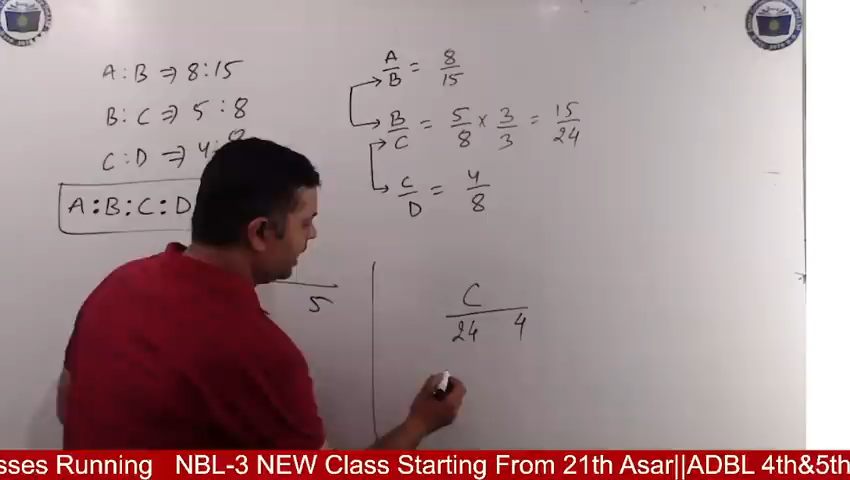 A:B ⇒ 8:15
B:C ⇒ 5:8
C:D ⇒ 4:8
A:B:C:D
5
A/B = 8/15
B/C = 5/8 × 3/3 = 15/24
C/D = 4/8
C
24 4
sses Running NBL-3 NEW Class Starting From 21th Asar||ADBL 4th&5th